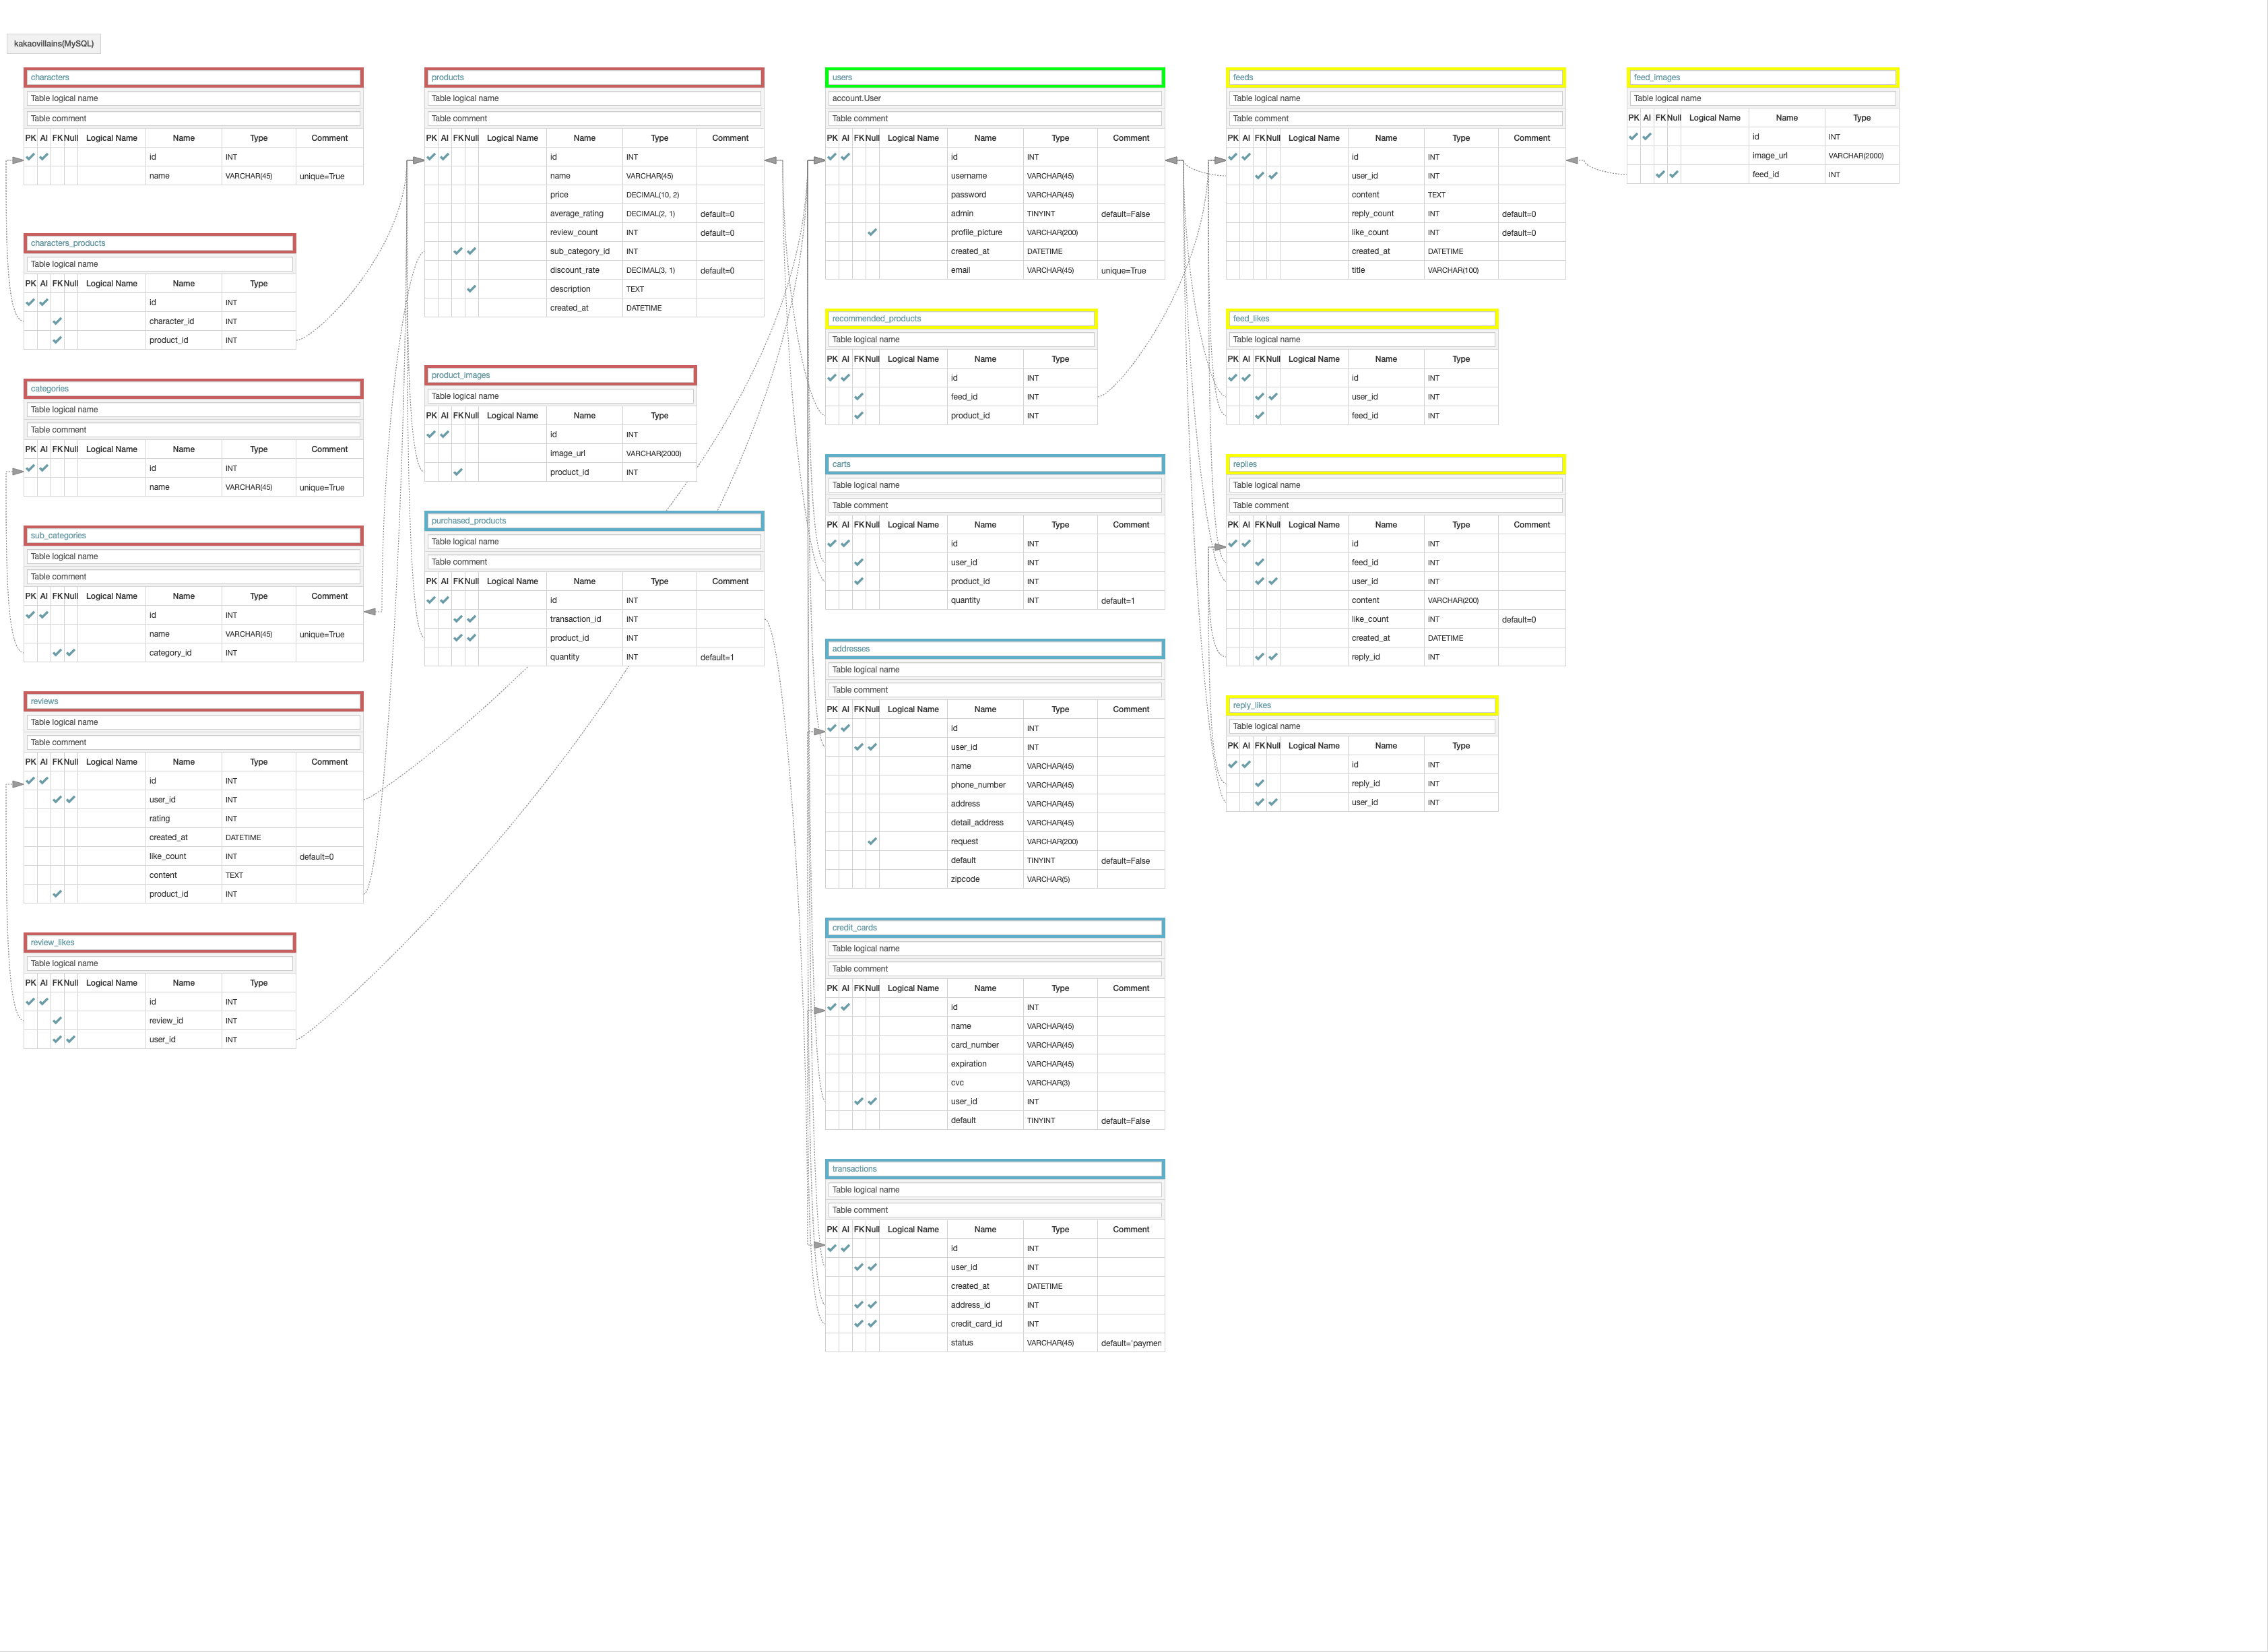 kakaovillains(MySQL)
characters
Table logical name
Table comment
PK AI FK Null Logical Name Name Type Comment
id INT
name VARCHAR(45) unique=True
characters_products
Table logical name
PK AI FK Null Logical Name Name Type
id INT
character_id INT
product_id INT
categories
Table logical name
Table comment
PK AI FK Null Logical Name Name Type Comment
id INT
name VARCHAR(45) unique=True
sub_categories
Table logical name
Table comment
PK AI FK Null Logical Name Name Type Comment
id INT
name VARCHAR(45) unique=True
category_id INT
reviews
Table logical name
Table comment
PK AI FK Null Logical Name Name Type Comment
id INT
user_id INT
rating INT
created_at DATETIME
like_count INT default=0
content TEXT
product_id INT
review_likes
Table logical name
PK AI FK Null Logical Name Name Type
id INT
review_id INT
user_id INT
products
Table logical name
Table comment
PK AI FK Null Logical Name Name Type Comment
id INT
name VARCHAR(45)
price DECIMAL(10, 2)
average_rating DECIMAL(2, 1) default=0
review_count INT default=0
sub_category_id INT
discount_rate DECIMAL(3, 1) default=0
description TEXT
created_at DATETIME
product_images
Table logical name
PK AI FK Null Logical Name Name Type
id INT
image_url VARCHAR(2000)
product_id INT
purchased_products
Table logical name
Table comment
PK AI FK Null Logical Name Name Type Comment
id INT
transaction_id INT
product_id INT
quantity INT default=1
users
account.User
Table comment
PK AI FK Null Logical Name Name Type Comment
id INT
username VARCHAR(45)
password VARCHAR(45)
admin TINYINT default=False
profile_picture VARCHAR(200)
created_at DATETIME
email VARCHAR(45) unique=True
recommended_products
Table logical name
PK AI FK Null Logical Name Name Type
id INT
feed_id INT
product_id INT
carts
Table logical name
Table comment
PK AI FK Null Logical Name Name Type Comment
id INT
user_id INT
product_id INT
quantity INT default=1
addresses
Table logical name
Table comment
PK AI FK Null Logical Name Name Type Comment
id INT
user_id INT
name VARCHAR(45)
phone_number VARCHAR(45)
address VARCHAR(45)
detail_address VARCHAR(45)
request VARCHAR(200)
default TINYINT default=False
zipcode VARCHAR(5)
credit_cards
Table logical name
Table comment
PK AI FK Null Logical Name Name Type Comment
id INT
name VARCHAR(45)
card_number VARCHAR(45)
expiration VARCHAR(45)
cvc VARCHAR(3)
user_id INT
default TINYINT default=False
transactions
Table logical name
Table comment
PK AI FK Null Logical Name Name Type Comment
id INT
user_id INT
created_at DATETIME
address_id INT
credit_card_id INT
status VARCHAR(45) default='paymen
feeds
Table logical name
Table comment
PK AI FK Null Logical Name Name Type Comment
id INT
user_id INT
content TEXT
reply_count INT default=0
like_count INT default=0
created_at DATETIME
title VARCHAR(100)
feed_likes
Table logical name
PK AI FK Null Logical Name Name Type
id INT
user_id INT
feed_id INT
replies
Table logical name
Table comment
PK AI FK Null Logical Name Name Type Comment
id INT
feed_id INT
user_id INT
content VARCHAR(200)
like_count INT default=0
created_at DATETIME
reply_id INT
reply_likes
Table logical name
PK AI FK Null Logical Name Name Type
id INT
reply_id INT
user_id INT
feed_images
Table logical name
PK AI FK Null Logical Name Name Type
id INT
image_url VARCHAR(2000)
feed_id INT